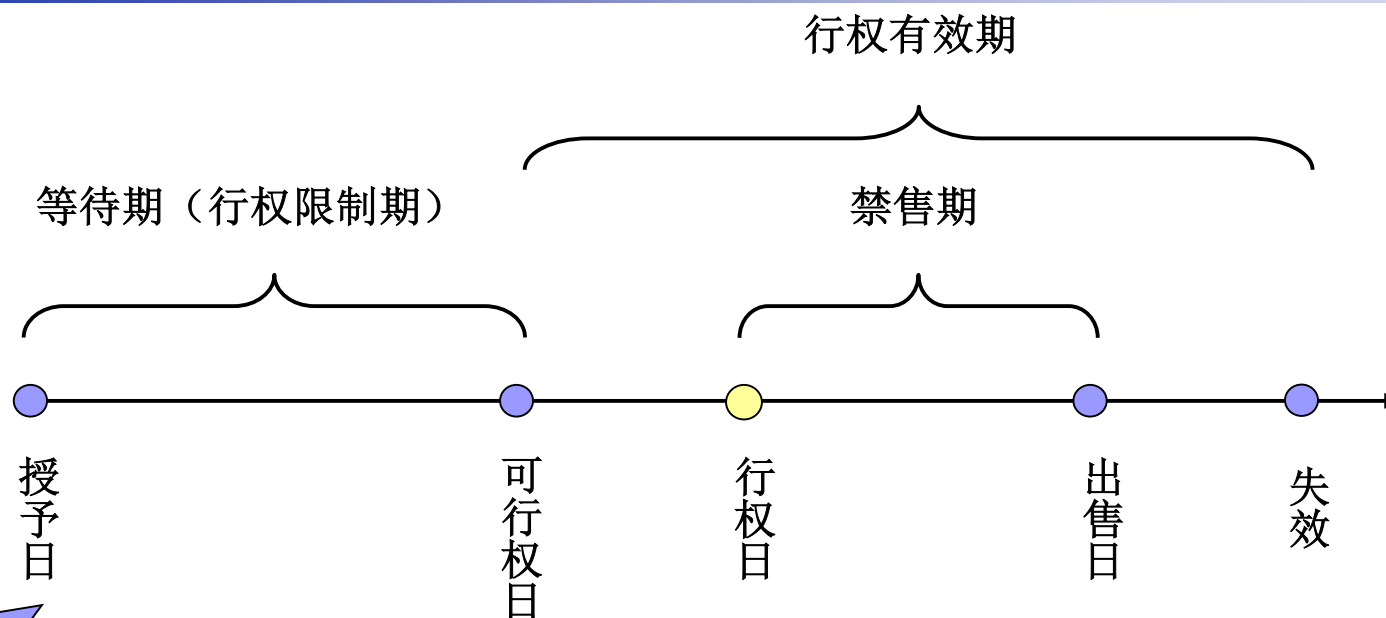 行权有效期
等待期（行权限制期）
禁售期
授予日
可行权日
行权日
出售日
失效